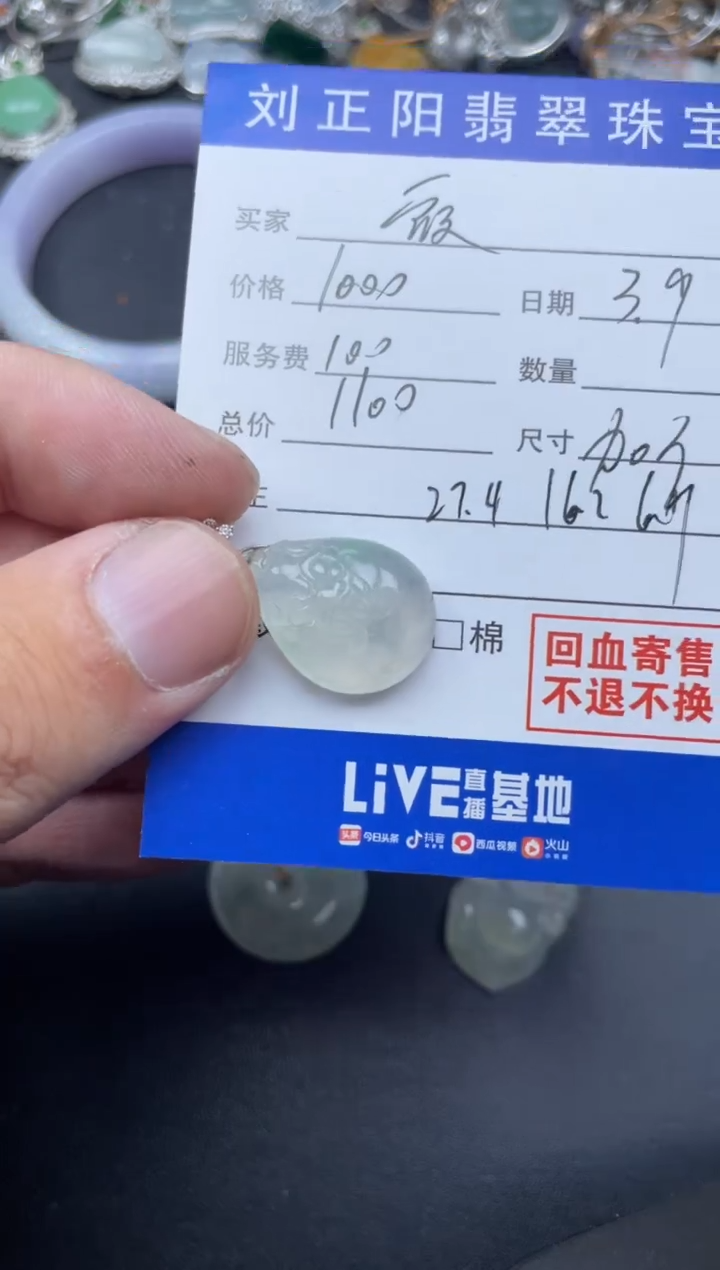 刘正阳翡翠珠宝
买家
价格 1000 日期 3.9
服务费 100 数量
总价 1100 尺寸
27.4 16.2
棉
回血寄售
不退不换
LiVE直播基地
头条 今日头条 抖音 西瓜视频 火山